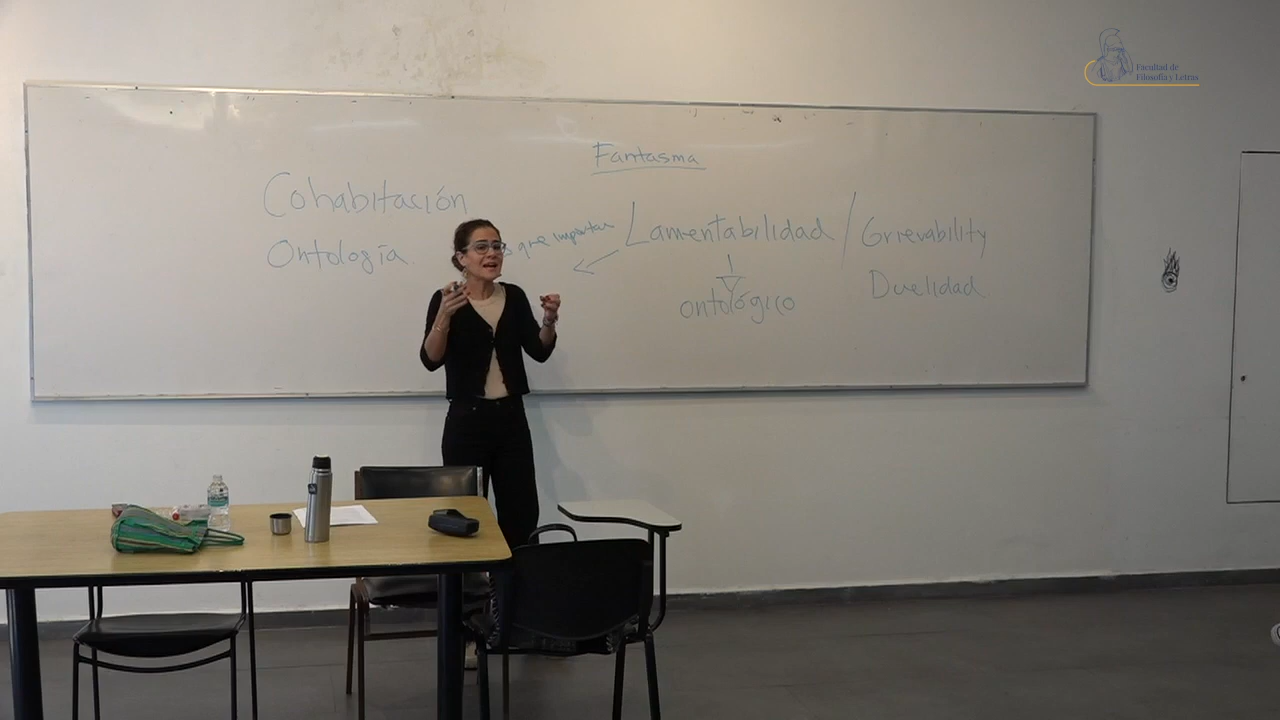 Facultad de
Filosofía y Letras
Fantasma
Cohabitación
Ontología.
que importan
Lamentabilidad / Grievability
ontológico
Duelidad